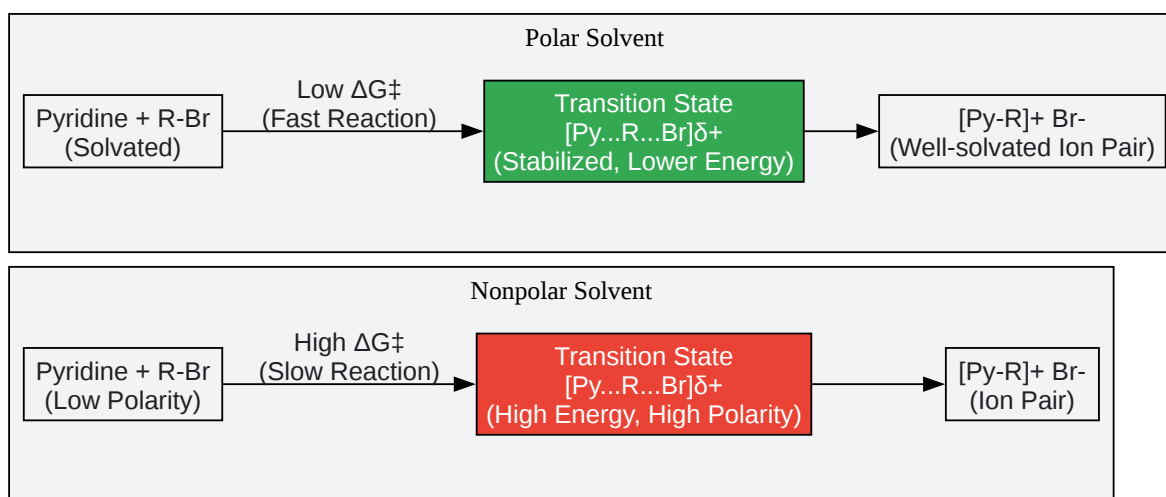 Polar Solvent
Pyridine + R-Br
(Solvated)
Low ΔG‡
(Fast Reaction)
Transition State
[Py...R...Br]δ+
(Stabilized, Lower Energy)
[Py-R]+ Br-
(Well-solvated Ion Pair)
Nonpolar Solvent
Pyridine + R-Br
(Low Polarity)
High ΔG‡
(Slow Reaction)
Transition State
[Py...R...Br]δ+
(High Energy, High Polarity)
[Py-R]+ Br-
(Ion Pair)